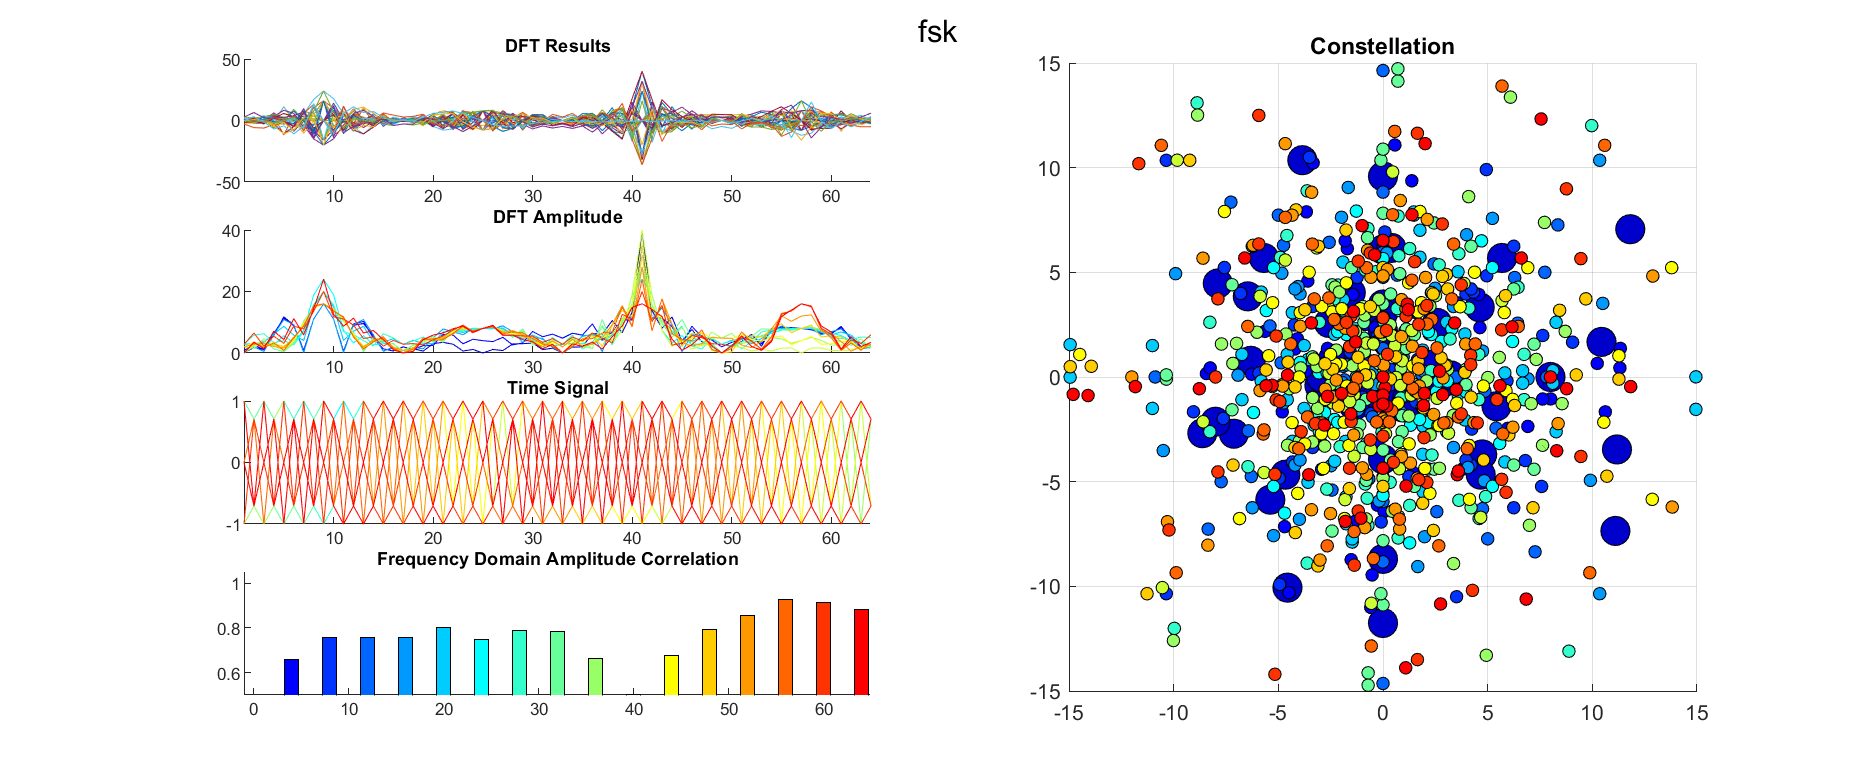 fsk
DFT Results
50
0
-50
10 20 30 40 50 60
DFT Amplitude
40
20
0
10 20 30 40 50 60
Time Signal
1
0
-1
10 20 30 40 50 60
Frequency Domain Amplitude Correlation
1
0.8
0.6
0 10 20 30 40 50 60
Constellation
15
10
5
0
-5
-10
-15
-15 -10 -5 0 5 10 15